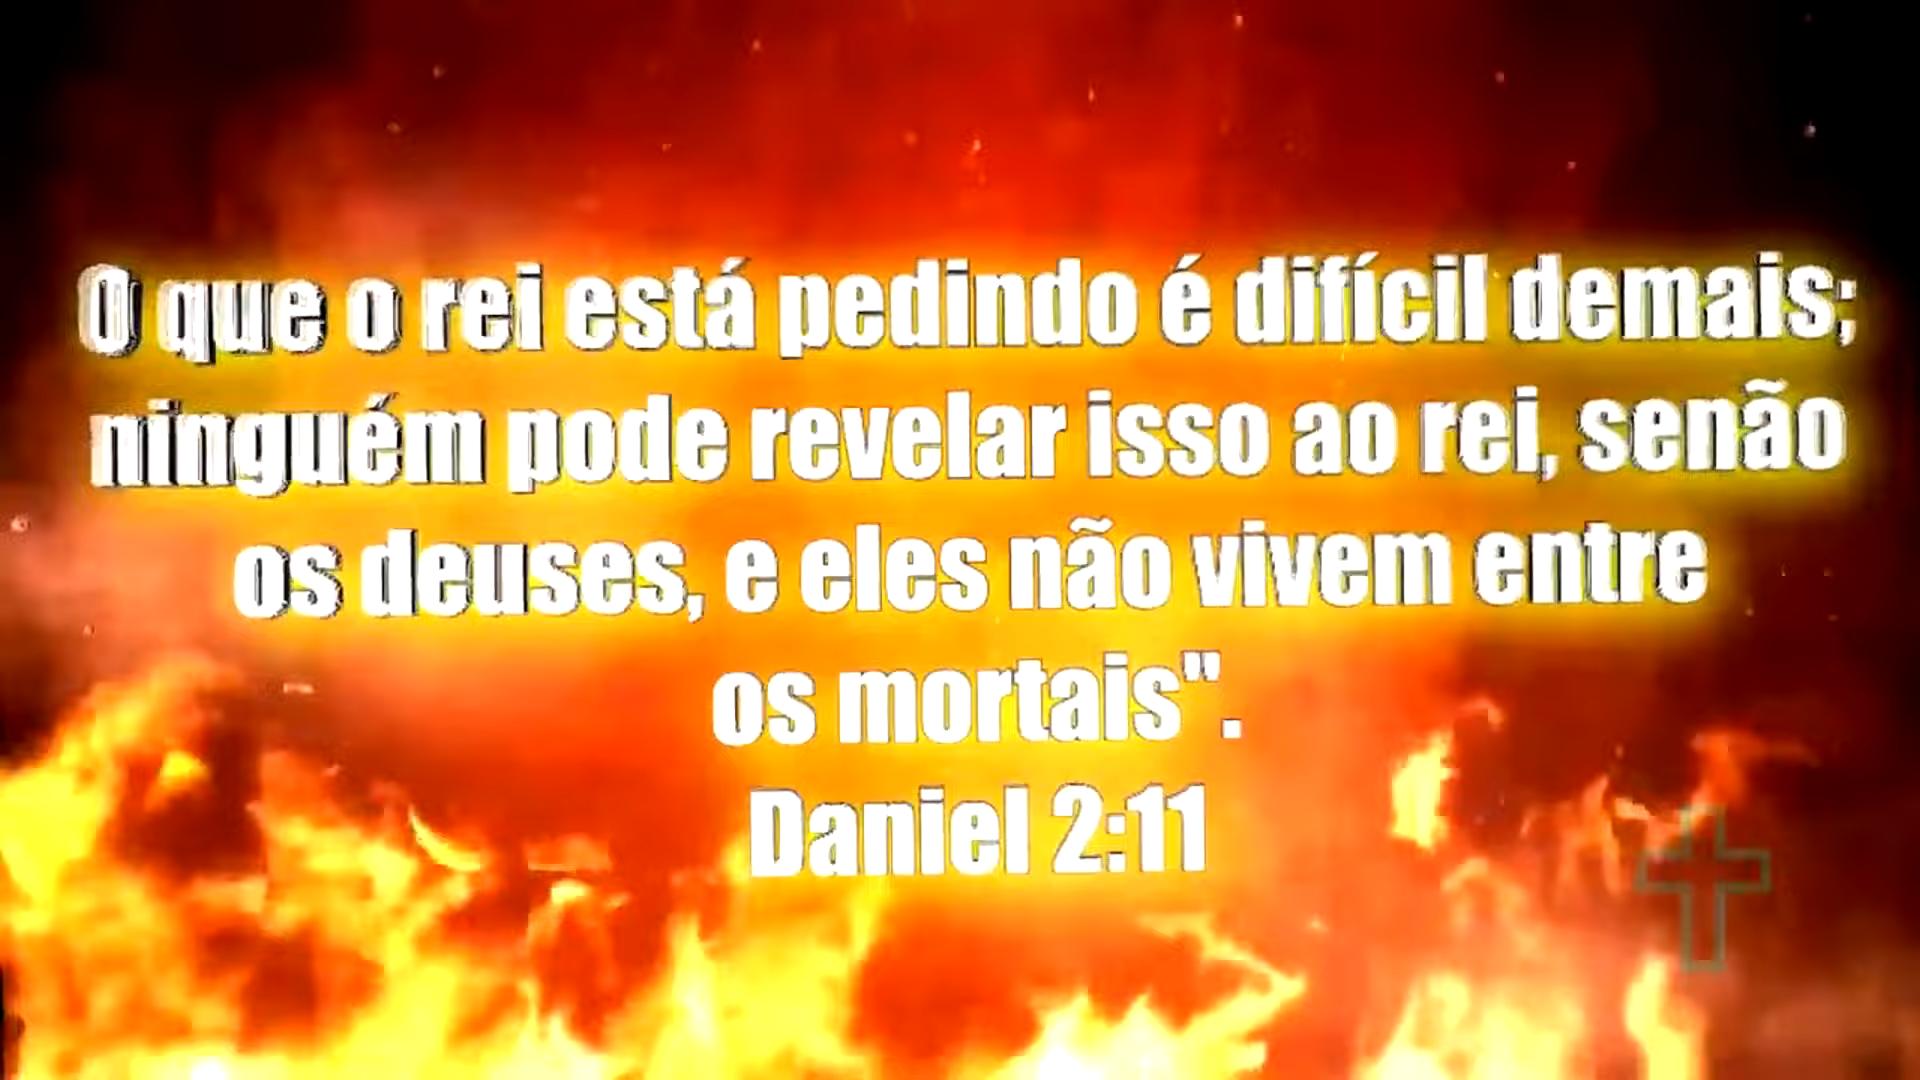 O que o rei está pedindo é difícil demais;
ninguém pode revelar isso ao rei, senão
os deuses, e eles não vivem entre
os mortais".
Daniel 2:11